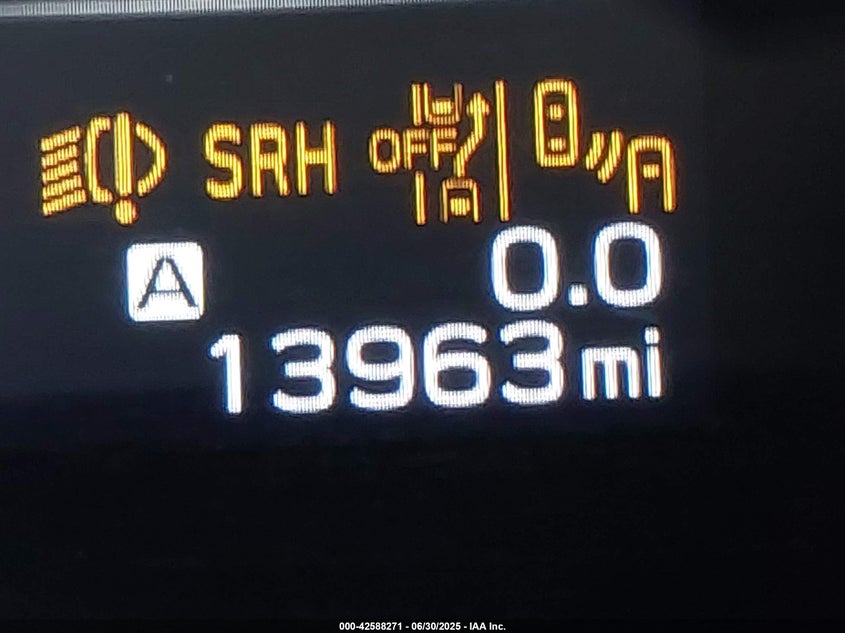 SRH OFF
A 0.0
13963 mi
000-42588271 - 06/30/2025 - IAA Inc.